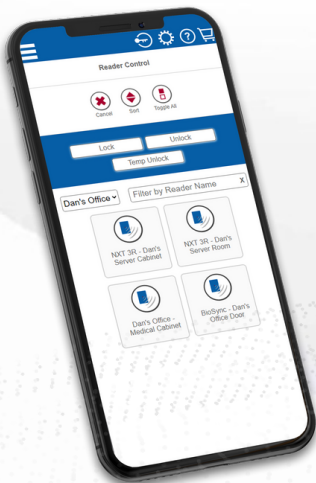 Reader Control
Cancel
Sort
Toggle All
Lock
Unlock
Temp Unlock
Dan's Office
Filter by Reader Name
X
NXT 3R - Dan's
Server Cabinet
NXT 3R - Dan's
Server Room
Dan's Office -
Medical Cabinet
BioSync - Dan's
Office Door